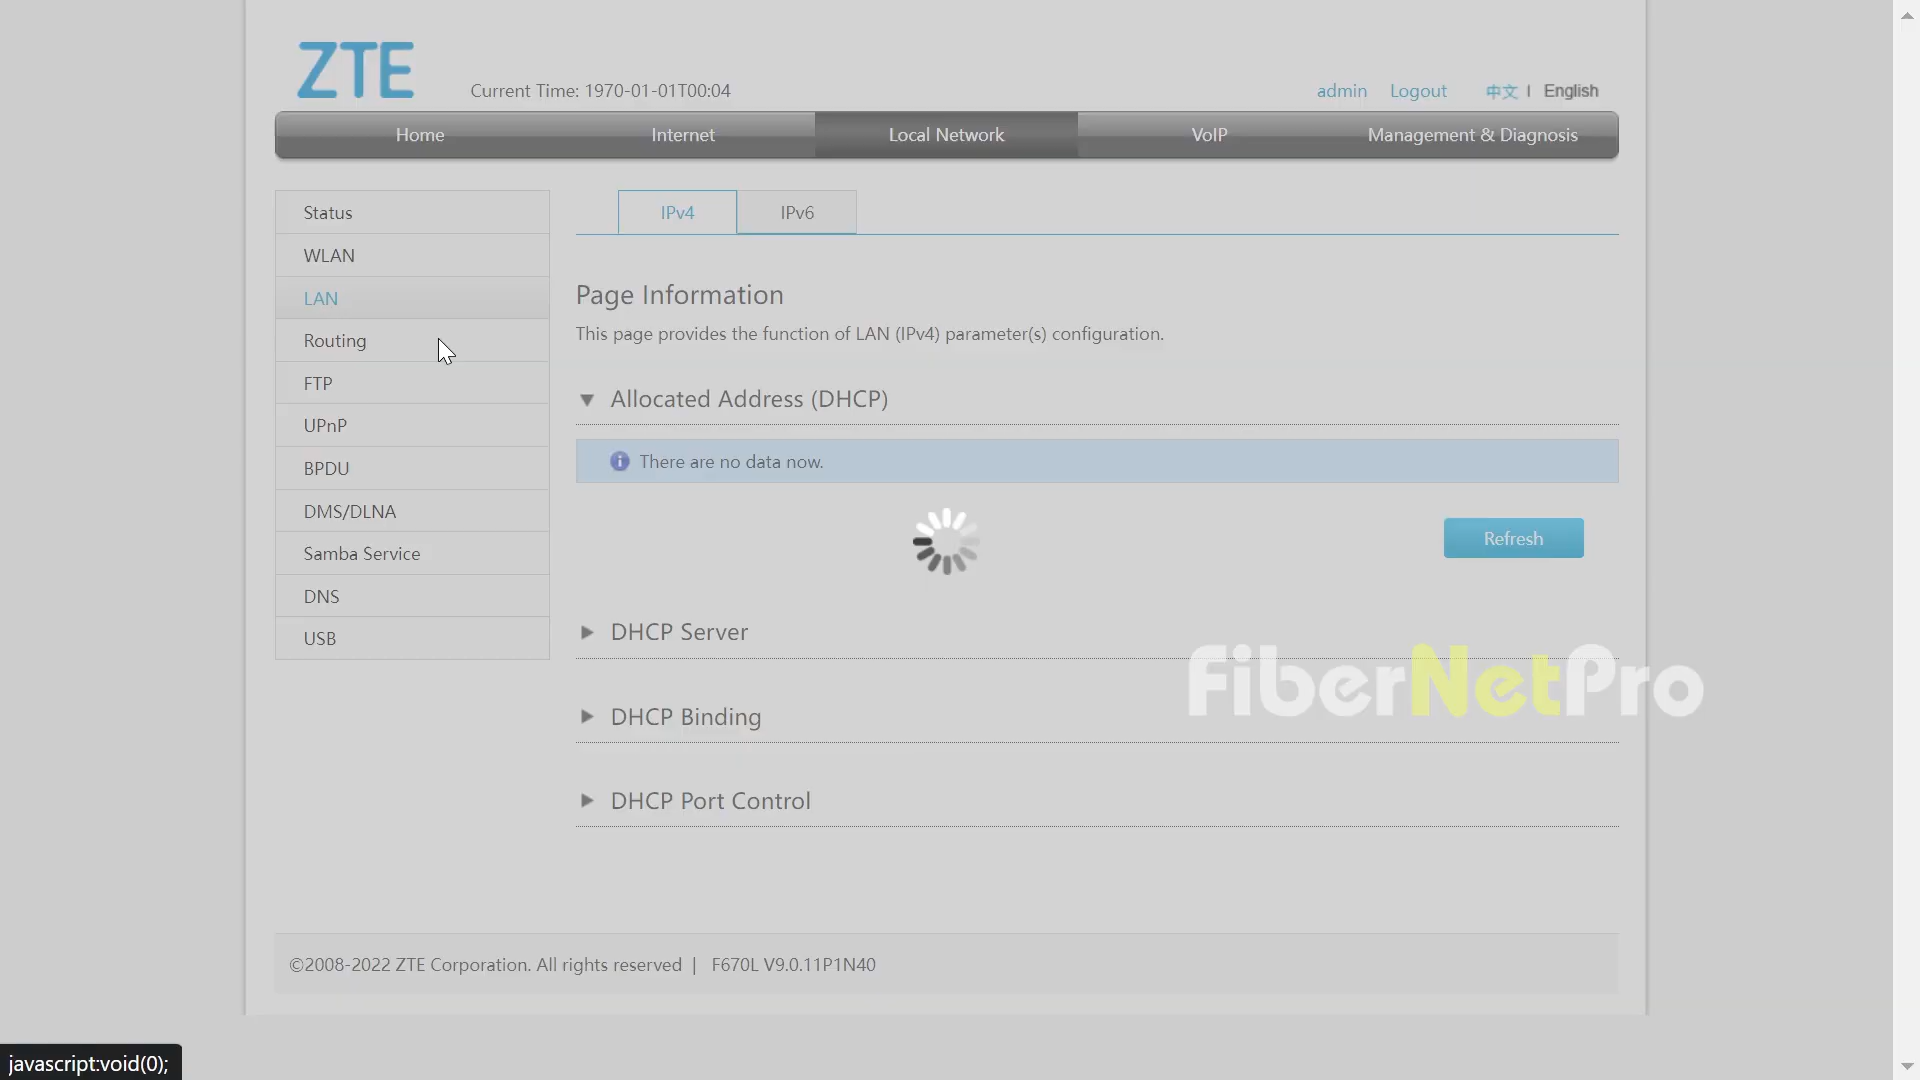 ZTE
Current Time: 1970-01-01T00:04
admin Logout 中文 | English
Home Internet Local Network VoIP Management & Diagnosis
Status
WLAN
LAN
Routing
FTP
UPnP
BPDU
DMS/DLNA
Samba Service
DNS
USB
IPv4 IPv6
Page Information
This page provides the function of LAN (IPv4) parameter(s) configuration.
Allocated Address (DHCP)
There are no data now.
Refresh
DHCP Server
FiberNetPro
DHCP Binding
DHCP Port Control
©2008-2022 ZTE Corporation. All rights reserved | F670L V9.0.11P1N40
javascript:void(0);